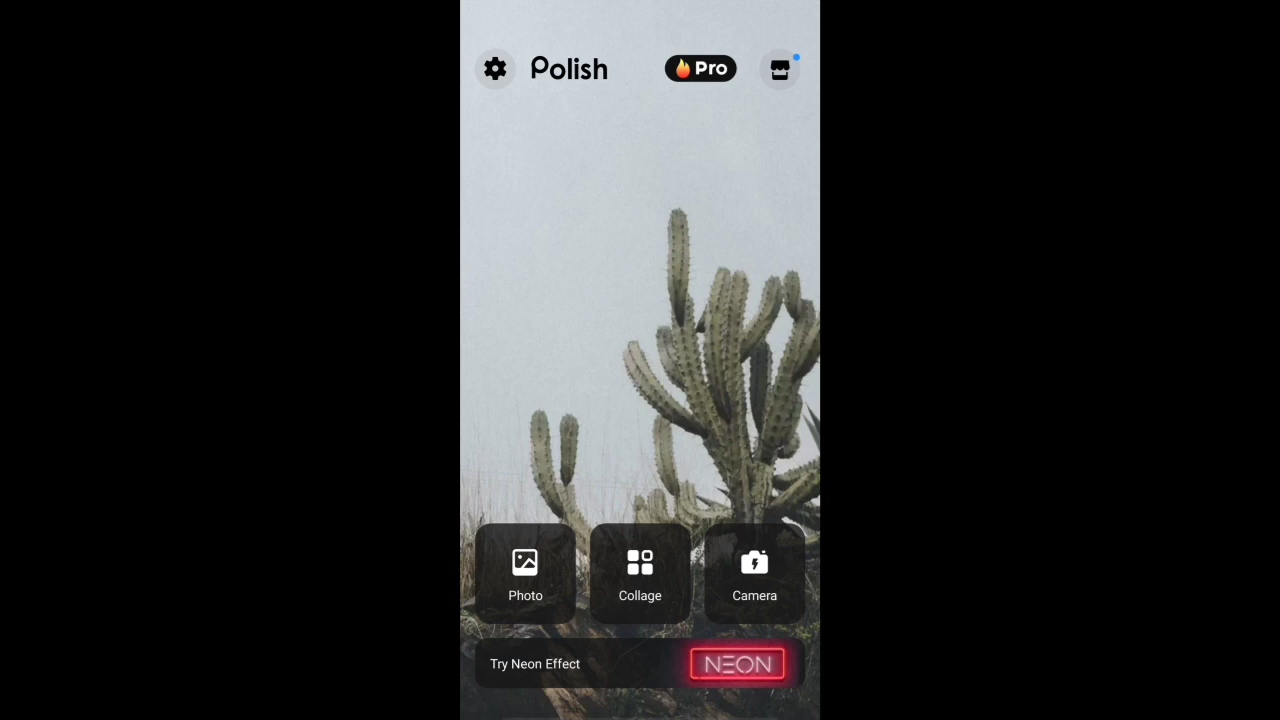 Polish
Pro
Photo
Collage
Camera
Try Neon Effect
NEON